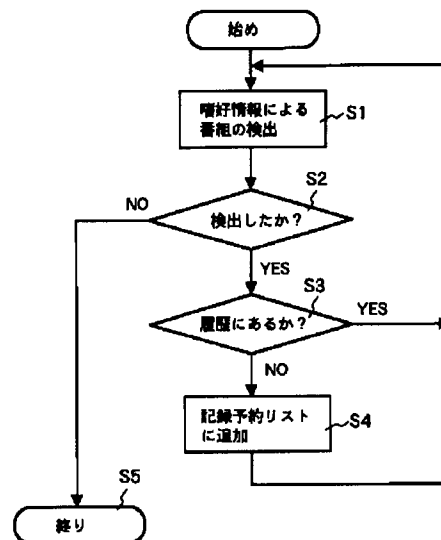 始め
嗜好情報による
番組の検出
S1
S2
検出したか？
NO
YES
S3
履歴にあるか？
YES
NO
記録予約リスト
に追加
S4
S5
終り